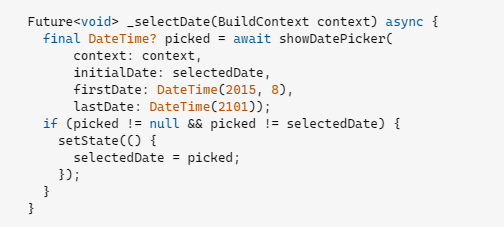 Future<void> _selectDate(BuildContext context) async {
  final DateTime? picked = await showDatePicker(
      context: context,
      initialDate: selectedDate,
      firstDate: DateTime(2015, 8),
      lastDate: DateTime(2101));
  if (picked != null && picked != selectedDate) {
    setState(() {
      selectedDate = picked;
    });
  }
}